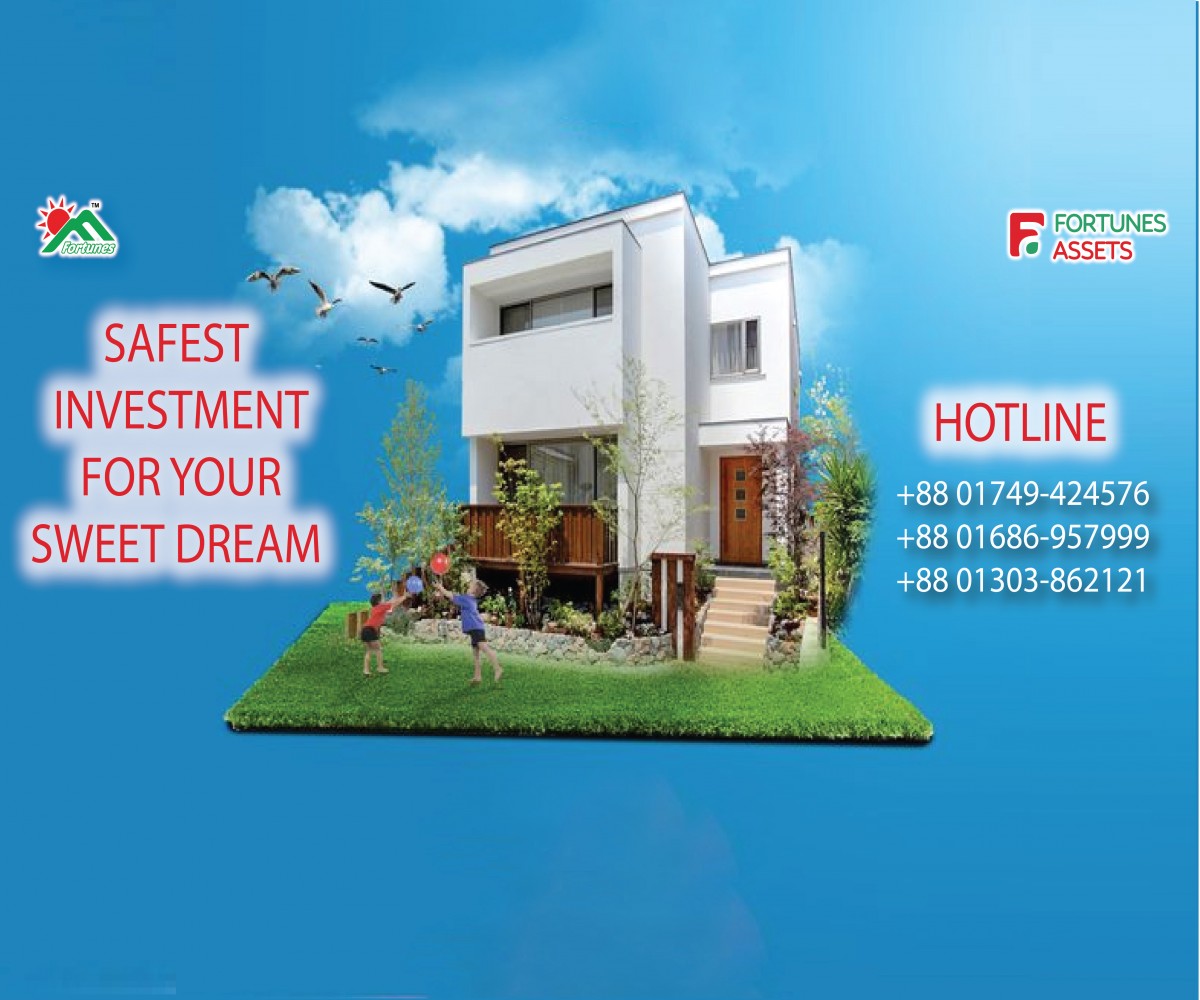 Fortunes
TM
SAFEST
INVESTMENT
FOR YOUR
SWEET DREAM
FORTUNES
ASSETS
HOTLINE
+88 01749-424576
+88 01686-957999
+88 01303-862121